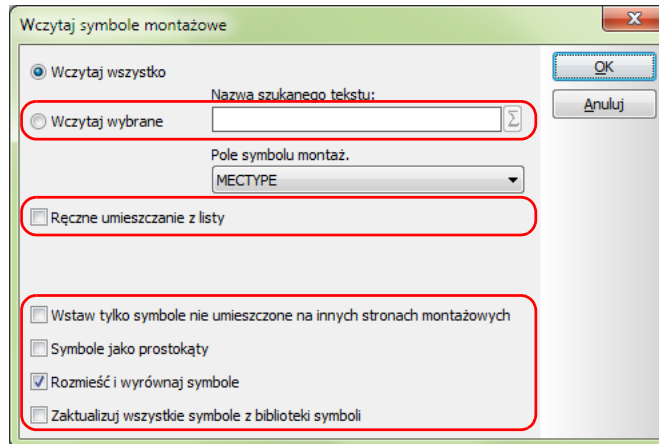 Wczytaj symbole montażowe
Wczytaj wszystko
OK
Nazwa szukanego tekstu:
Anuluj
Wczytaj wybrane
Σ
Pole symbolu montaż.
MECTYPE
Ręczne umieszczanie z listy
Wstaw tylko symbole nie umieszczone na innych stronach montażowych
Symbole jako prostokąty
Rozmieść i wyrównaj symbole
Zaktualizuj wszystkie symbole z biblioteki symboli